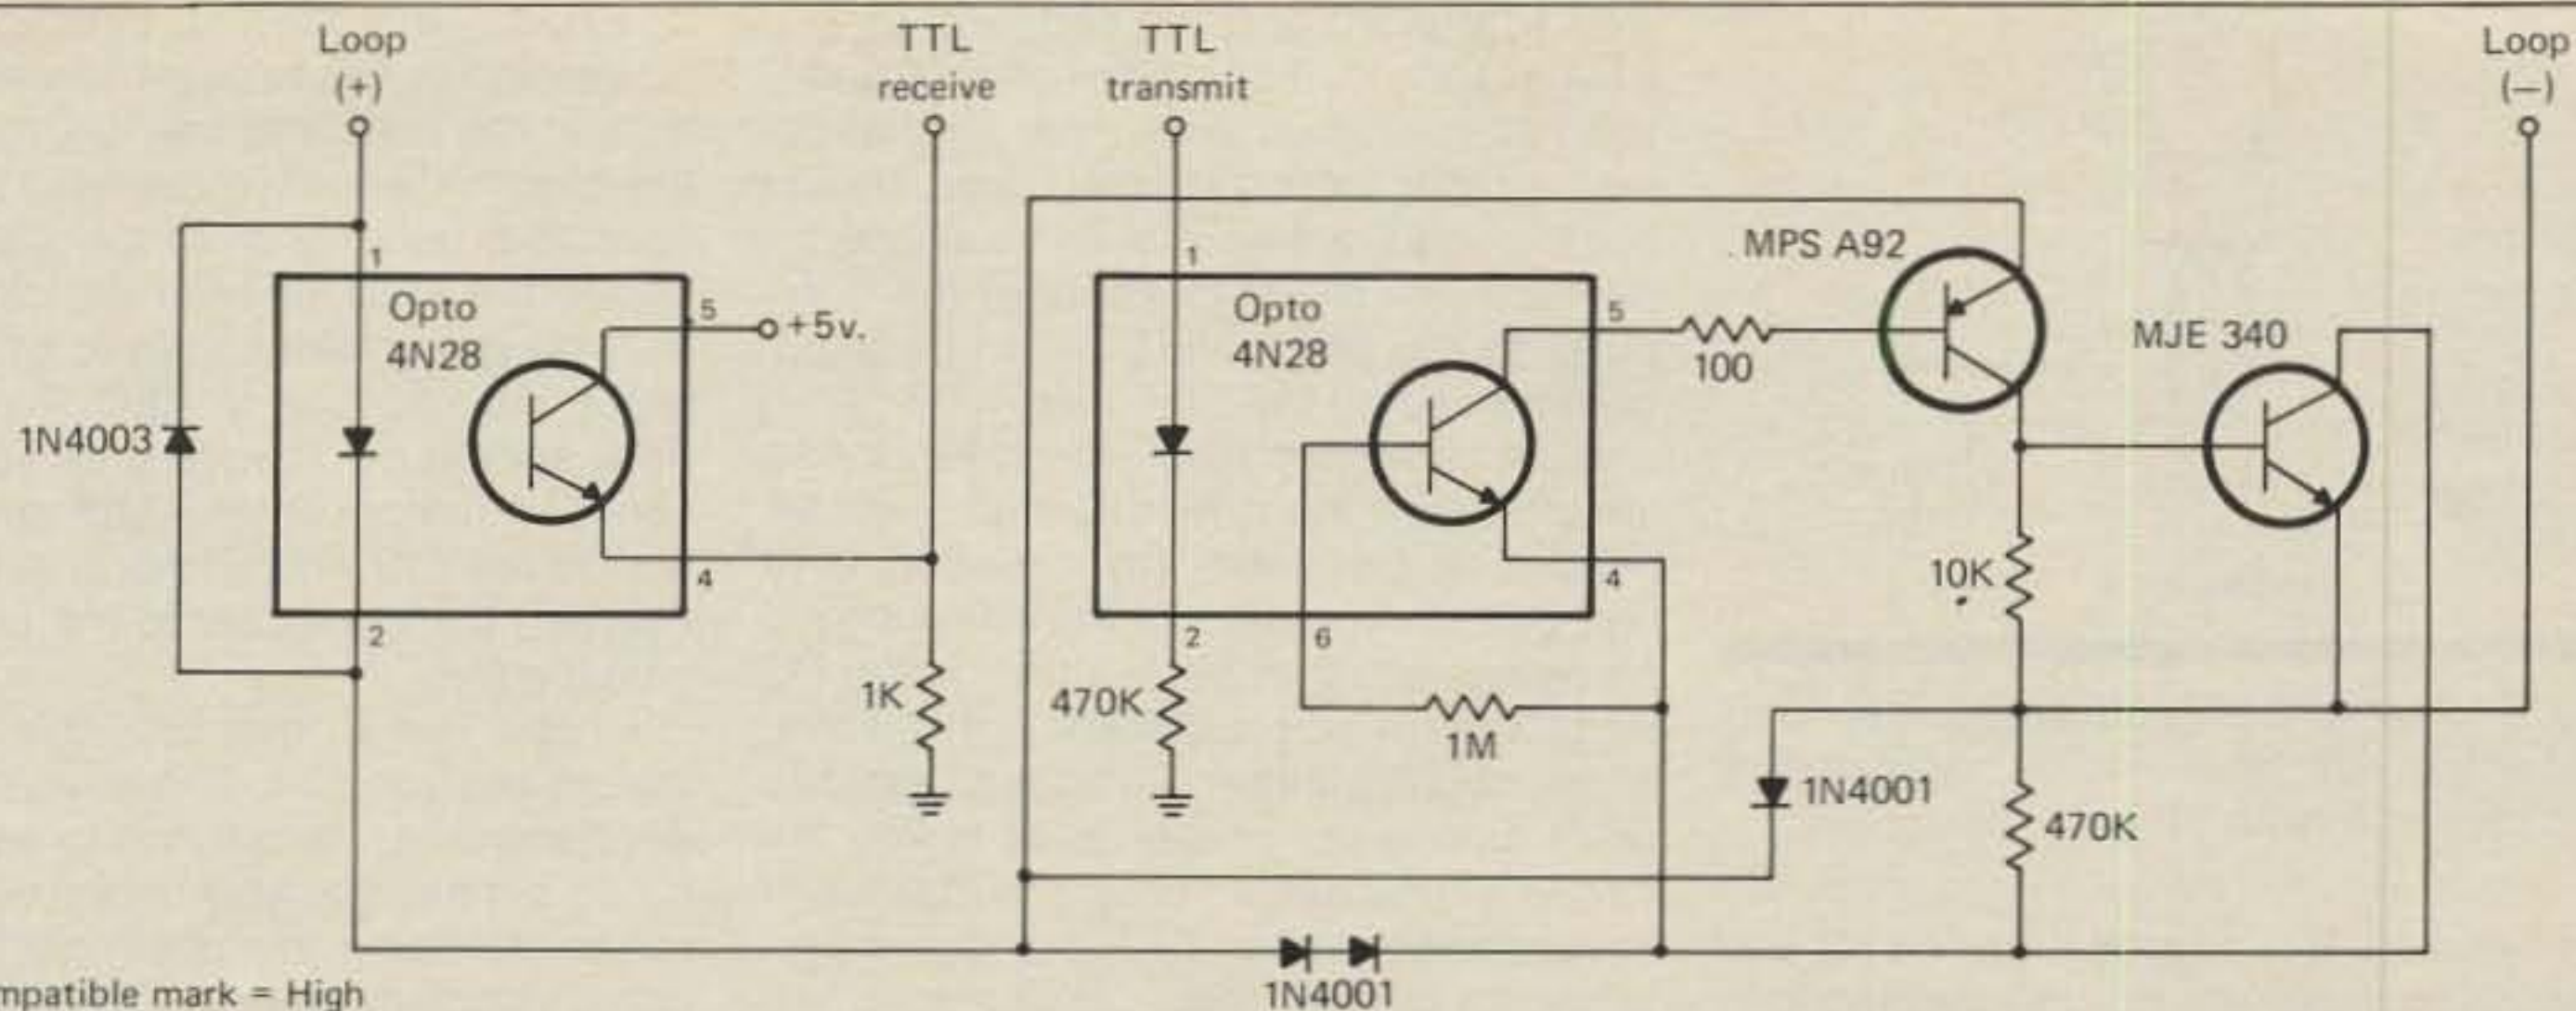 Loop
(+)
TTL
receive
TTL
transmit
Loop
(—)
1
Opto
4N28
5
+5v.
1N4003
4
2
1K
1
Opto
4N28
5
100
MPS A92
MJE 340
4
2
6
470K
1M
10K
1N4001
470K
1N4001
mark = High